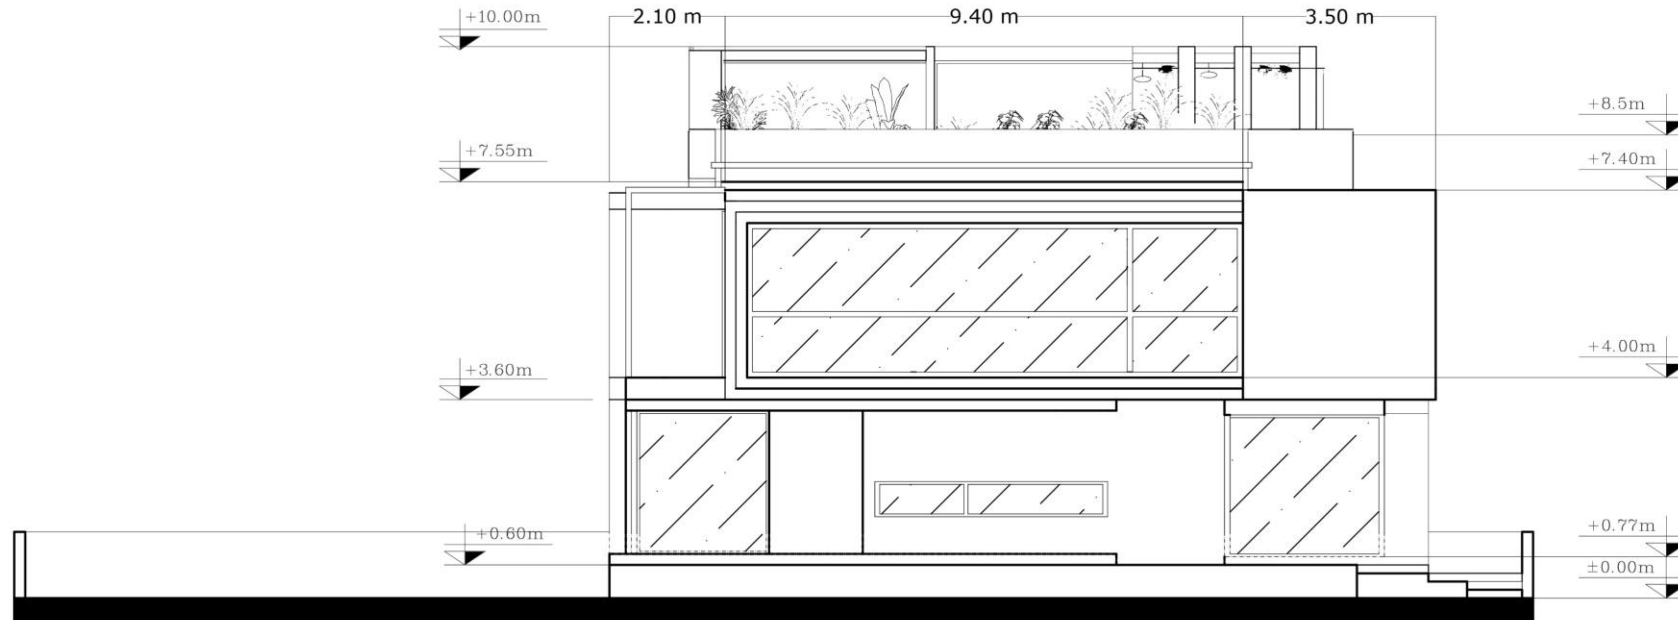 +10.00m
2.10 m
9.40 m
3.50 m
+8.5m
+7.55m
+7.40m
+4.00m
+3.60m
+0.60m
+0.77m
±0.00m